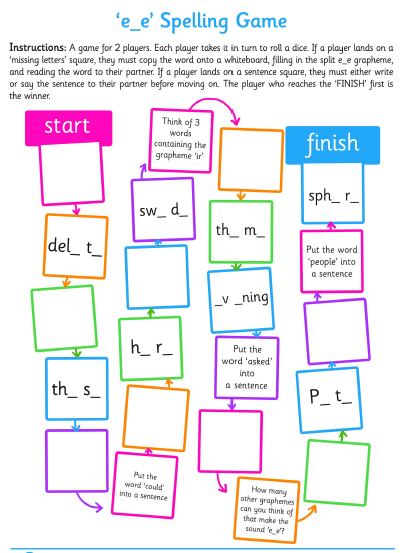 ‘e_e’ Spelling Game
Instructions: A game for 2 players. Each player takes it in turn to roll a dice. If a player lands on a
‘missing letters’ square, they must copy the word onto a whiteboard, filling in the split e_e grapheme,
and reading the word to their partner. If a player lands on a sentence square, they must either write
or say the sentence to their partner before moving on. The player who reaches the ‘FINISH’ first is
the winner.
start
del_ t_
th_ s_
Put the
word ‘could’
into a sentence
h_ r_
sw_ d_
Think of 3
words
containing the
grapheme ‘ir’
th_ m_
_v _ning
Put the
word ‘asked’
into
a sentence
How many
other graphemes
can you think of
that make the
sound ‘e_e’?
P_ t_
Put the word
‘people’ into
a sentence
sph_ r_
finish